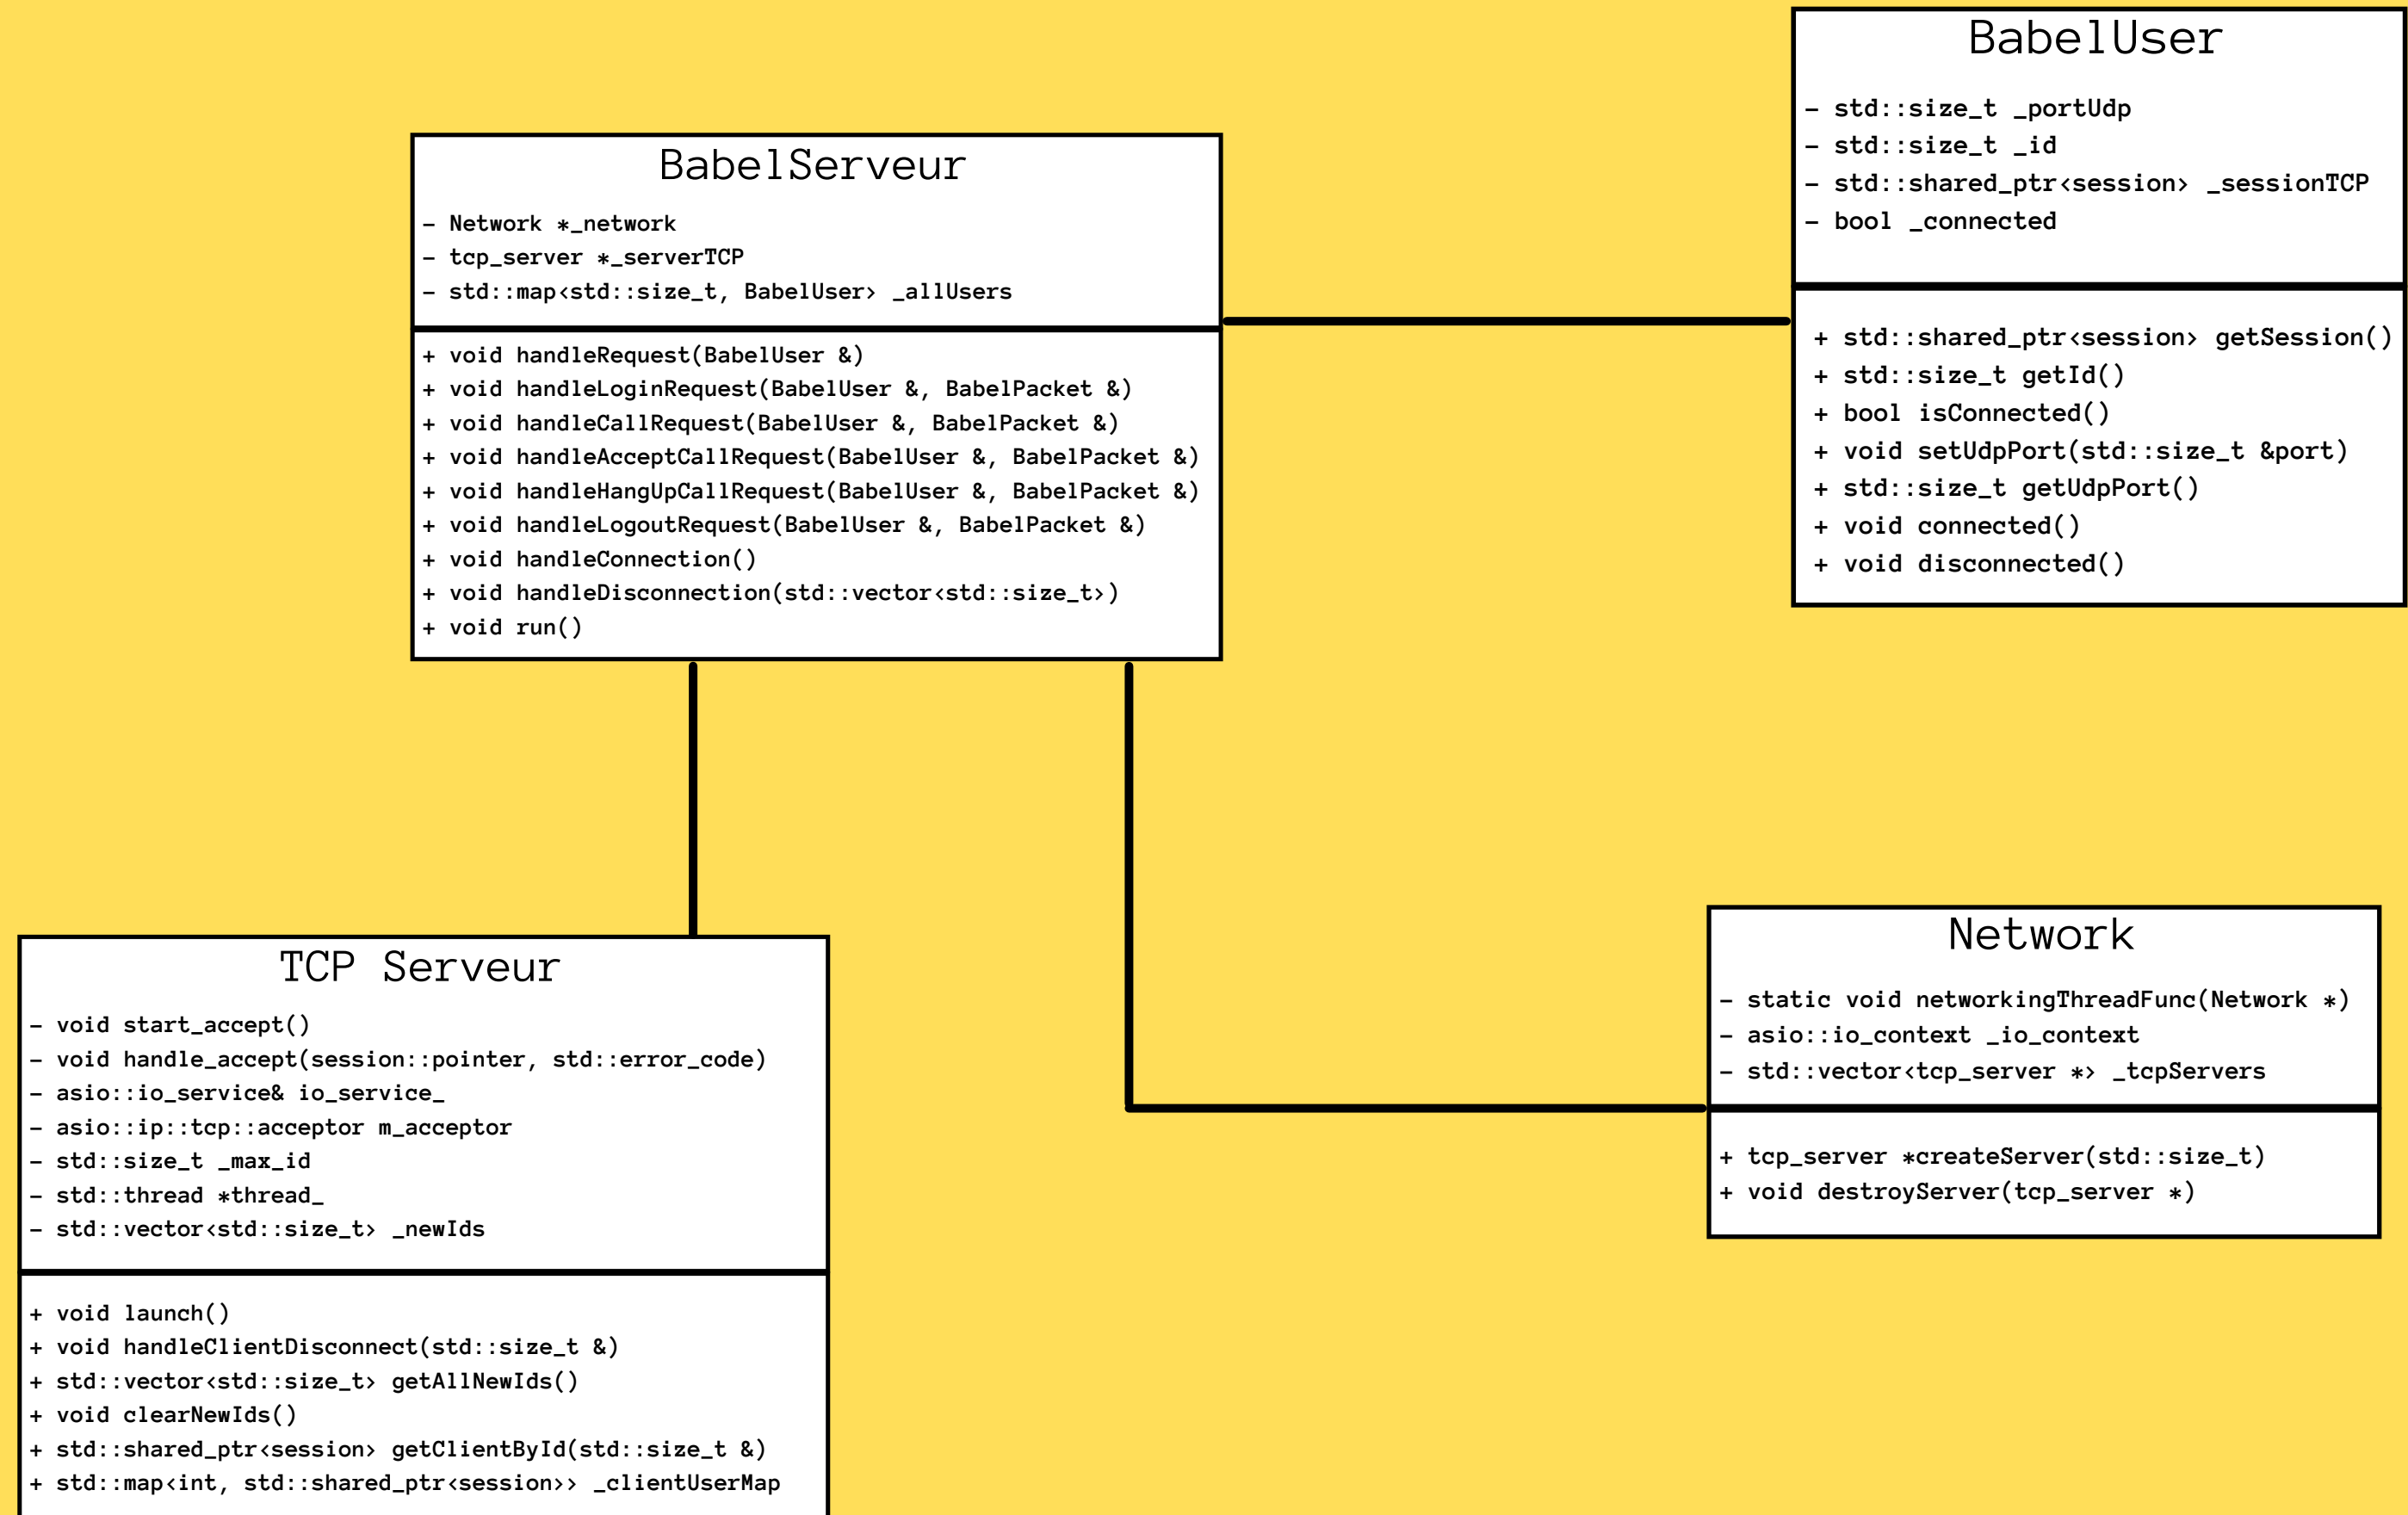 BabelServeur
- Network *_network
- tcp_server *_serverTCP
- std::map<std::size_t, BabelUser> _allUsers
+ void handleRequest(BabelUser &)
+ void handleLoginRequest(BabelUser &, BabelPacket &)
+ void handleCallRequest(BabelUser &, BabelPacket &)
+ void handleAcceptCallRequest(BabelUser &, BabelPacket &)
+ void handleHangUpCallRequest(BabelUser &, BabelPacket &)
+ void handleLogoutRequest(BabelUser &, BabelPacket &)
+ void handleConnection()
+ void handleDisconnection(std::vector<std::size_t>)
+ void run()
BabelUser
- std::size_t _portUdp
- std::size_t _id
- std::shared_ptr<session> _sessionTCP
- bool _connected
+ std::shared_ptr<session> getSession()
+ std::size_t getId()
+ bool isConnected()
+ void setUdpPort(std::size_t &port)
+ std::size_t getUdpPort()
+ void connected()
+ void disconnected()
TCP Serveur
- void start_accept()
- void handle_accept(session::pointer, std::error_code)
- asio::io_service& io_service_
- asio::ip::tcp::acceptor m_acceptor
- std::size_t _max_id
- std::thread *thread_
- std::vector<std::size_t> _newIds
+ void launch()
+ void handleClientDisconnect(std::size_t &)
+ std::vector<std::size_t> getAllNewIds()
+ void clearNewIds()
+ std::shared_ptr<session> getClientById(std::size_t &)
+ std::map<int, std::shared_ptr<session>> _clientUserMap
Network
- static void networkingThreadFunc(Network *)
- asio::io_context _io_context
- std::vector<tcp_server *> _tcpServers
+ tcp_server *createServer(std::size_t)
+ void destroyServer(tcp_server *)